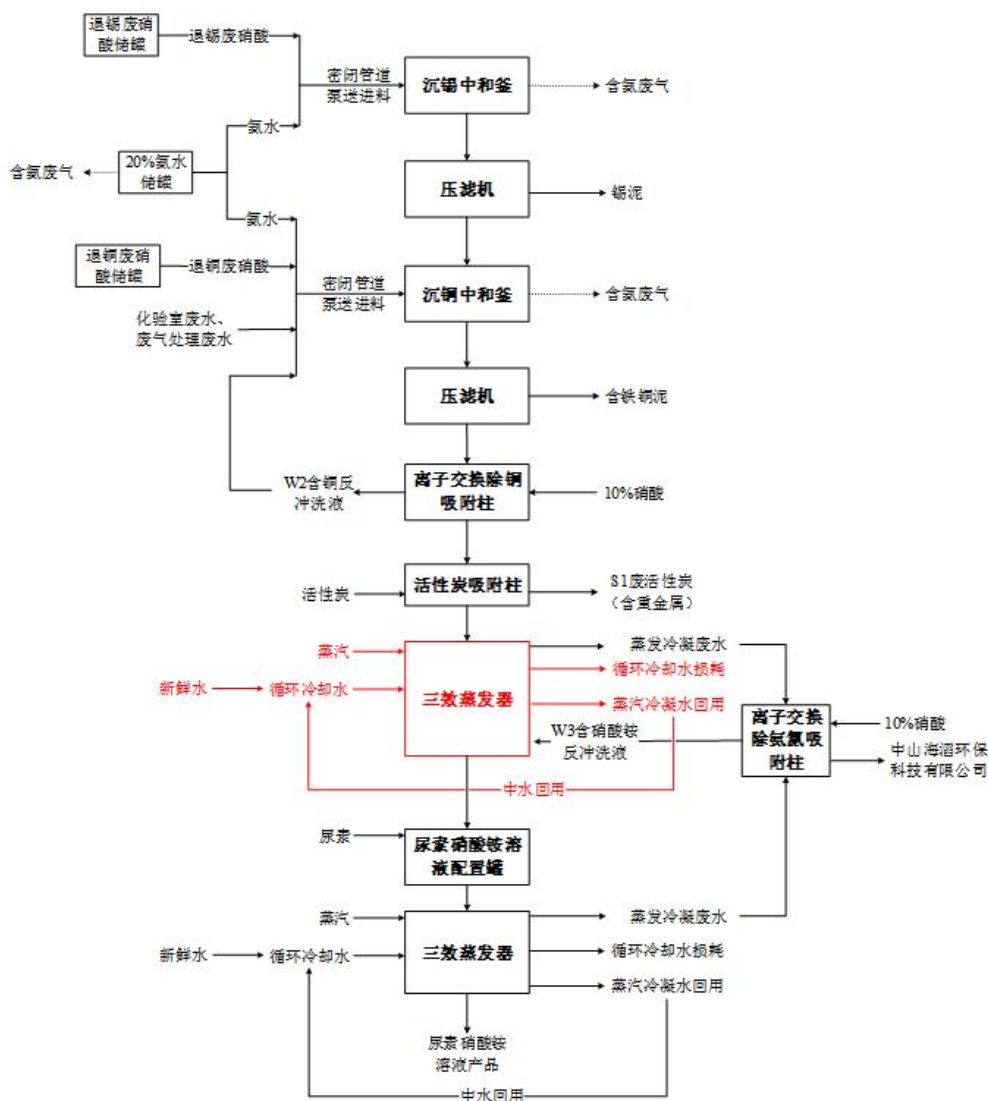 退锡废硝
酸储罐
退锡废硝酸
密闭管道
泵送进料
沉锡中和釜
含氨废气
氨水
含氨废气
20%氨水
储罐
压滤机
锡泥
氨水
退铜废硝
酸储罐
退铜废硝酸
密闭管道
泵送进料
沉铜中和釜
含氨废气
化验室废水、
废气处理废水
压滤机
含铁铜泥
W2含铜反
冲洗液
离子交换除铜
吸附柱
10%硝酸
活性炭
活性炭吸附柱
S1废活性炭
（含重金属）
蒸汽
蒸发冷凝废水
新鲜水
循环冷却水
三效蒸发器
循环冷却水损耗
蒸汽冷凝水回用
W3含硝酸铵
反冲洗液
离子交换
除氨氮吸
附柱
10%硝酸
中山海滔环保
科技有限公司
中水回用
尿素
尿素硝酸铵溶
液配置罐
蒸汽
蒸发冷凝废水
新鲜水
循环冷却水
三效蒸发器
循环冷却水损耗
蒸汽冷凝水回用
尿素硝酸铵
溶液产品
中水回用